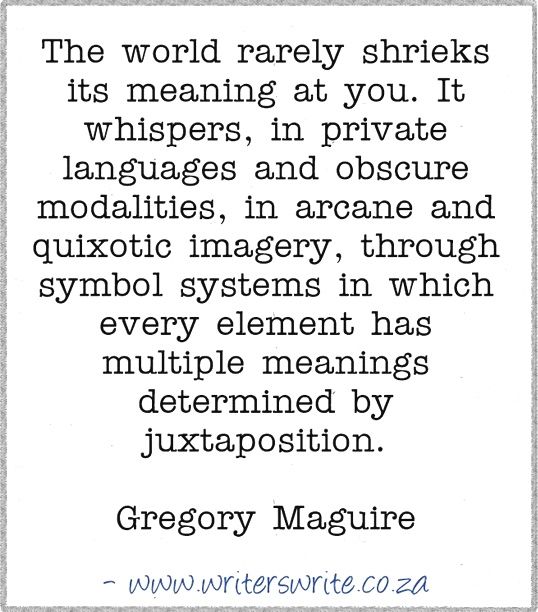 The world rarely shrieks
its meaning at you. It
whispers, in private
languages and obscure
modalities, in arcane and
quixotic imagery, through
symbol systems in which
every element has
multiple meanings
determined by
juxtaposition.
Gregory Maguire
- www.writerswrite.co.za